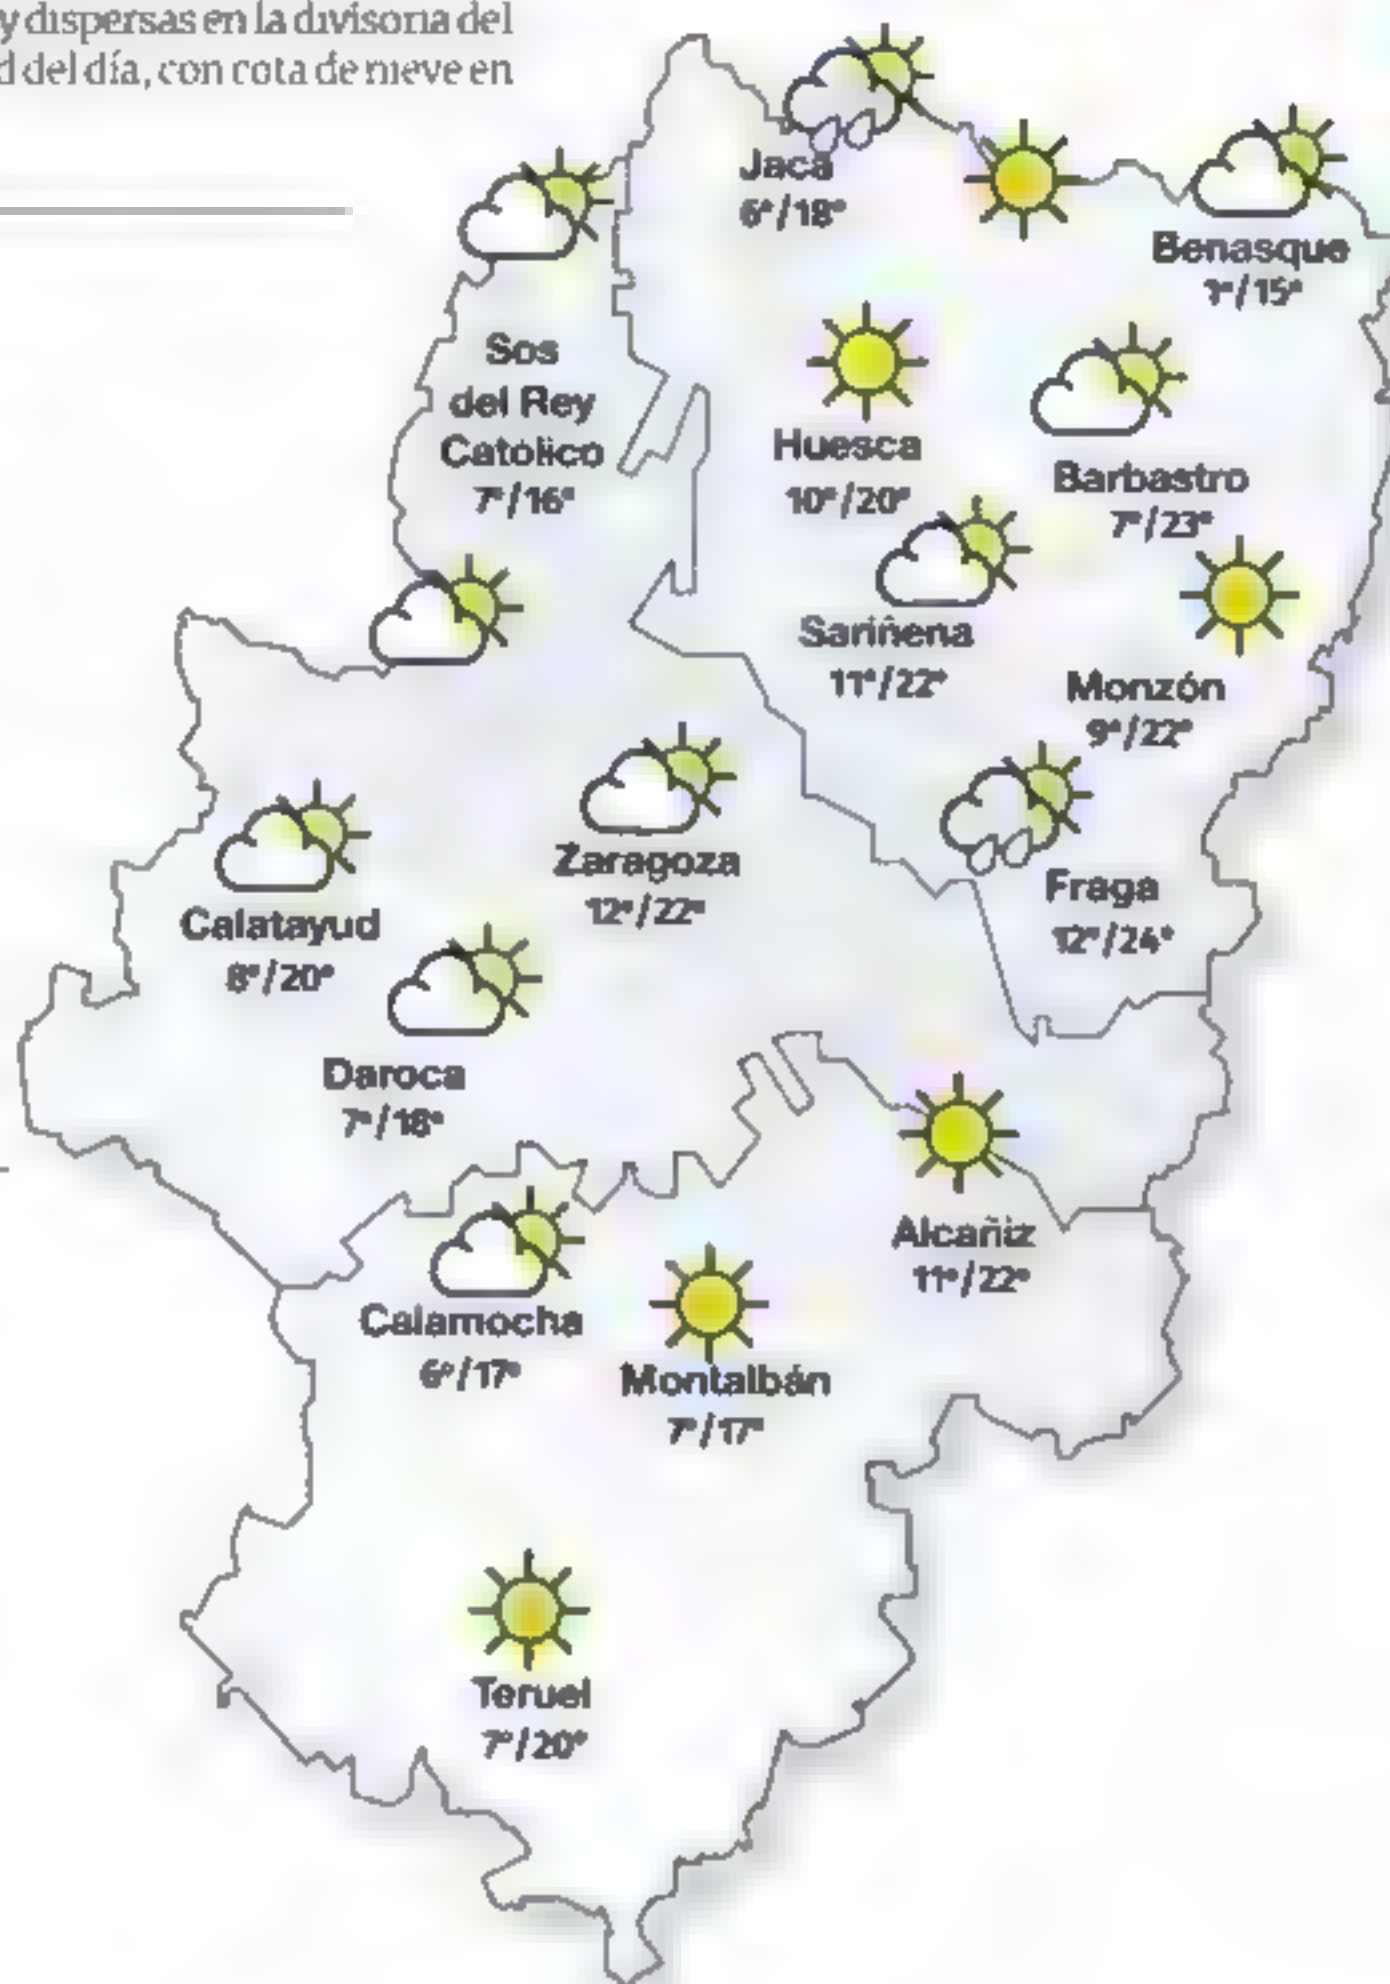 y dispersas en la divisoria del
d del día, con cota de nieve en
Jaca
6°/18°
Benasque
1°/15°
Sos
del Rey
Católico
7°/16°
Huesca
10°/20°
Barbastro
7°/23°
Sariñena
11°/22°
Monzón
9°/22°
Zaragoza
12°/22°
Fraga
12°/24°
Calatayud
8°/20°
Daroca
7°/18°
Alcañiz
11°/22°
Calamocha
6°/17°
Montalbán
7°/17°
Teruel
7°/20°